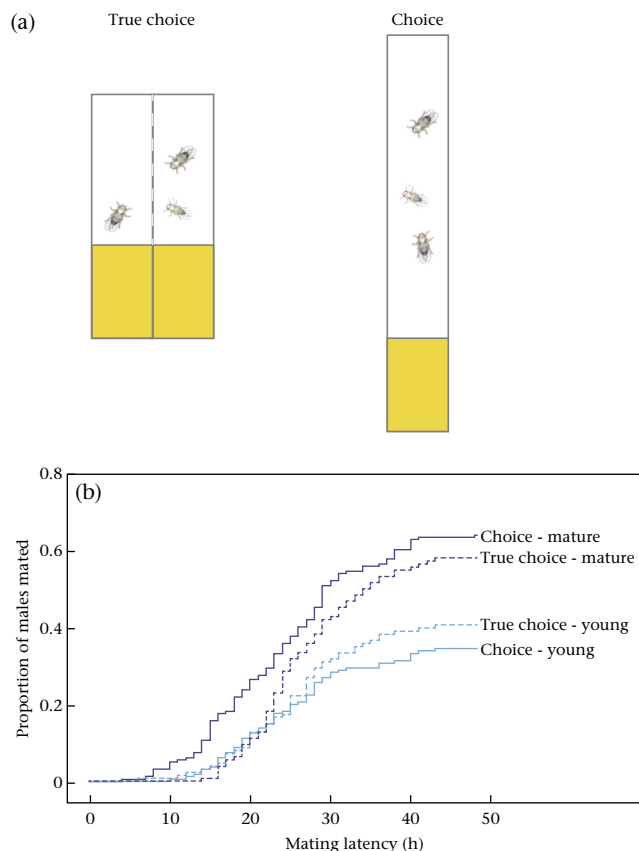 (a)
True choice
Choice
(b)
0.8
0.6
0.4
0.2
0
Proportion of males mated
Choice - mature
True choice - mature
True choice - young
Choice - young
0 10 20 30 40 50
Mating latency (h)